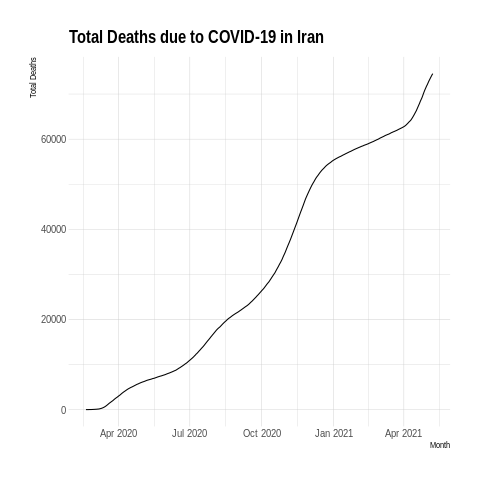 Total Deaths due to COVID-19 in Iran
Total Deaths
60000
40000
20000
0
Apr 2020 Jul 2020 Oct 2020 Jan 2021 Apr 2021
Month